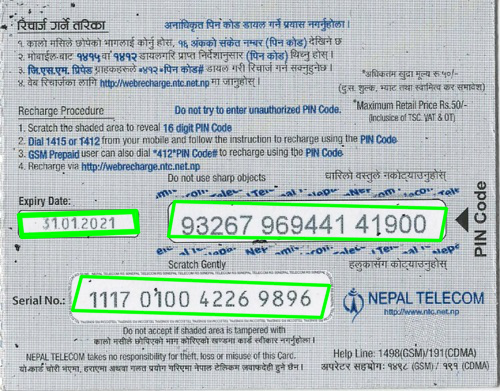 रिचार्ज गर्ने तरिका
अनाधिकृत पिन कोड डायल गर्ने प्रयास नगर्नुहोला।
१. कालो मसिले छोपेको भागलाई कोर्नु होस, १६ अंकको संकेत नम्बर (पिन कोड) देखिने छ
२. मोबाईल-बाट १४१५ वा १४१२ डायलगरि प्राप्त निर्देशानुसार (पिन कोड) थिच्नु होस्।
३. जि.एस.एम. प्रिपेड ग्राहकहरुले *४१२*पिन कोड# डायल गरी रिचार्ज गर्न सक्नुहुनेछ।
४. वेब रिचार्जका लागि http://webrecharge.ntc.net.np मा जानुहोस्।
*अधिकतम खुद्रा मूल्य रू ५०/-
(दु.स. शुल्क, भ्याट तथा स्वामित्व कर समावेश)
Recharge Procedure
Do not try to enter unauthorized PIN Code.
*Maximum Retail Price Rs.50/-
(Inclusive of TSC, VAT & OT)
1. Scratch the shaded area to reveal 16 digit PIN Code
2. Dial 1415 or 1412 from your mobile and follow the instruction to recharge using the PIN Code.
3. GSM Prepaid user can also dial *412*PIN Code# to recharge using the PIN Code.
4. Recharge via http://webrecharge.ntc.net.np
Do not use sharp objects
धारिलो वस्तुले नकोट्याउनुहोस्
Expiry Date:
31.01.2021
93267 969441 41900
PIN Code
Scratch Gently
हलुकासंग कोट्याउनुहोस्
Serial No.:
1117 0100 4226 9896
NEPAL TELECOM
http://www.ntc.net.np
Do not accept if shaded area is tampered with
कालो मसीले छोपिएको भाग कोरिएको खण्डमा कार्ड स्वीकार नगर्नुहोला।
NEPAL TELECOM takes no responsibility for theft, loss or misuse of this Card.
यो कार्ड चोरी भएमा, हराएमा अथवा गलत प्रयोग गरिएमा नेपाल टेलिकम जवाफदेही हुने छैन।
Help Line: 1498(GSM)/191(CDMA)
अपरेटर सहयोग: १४९८ (GSM) / १९१ (CDMA)